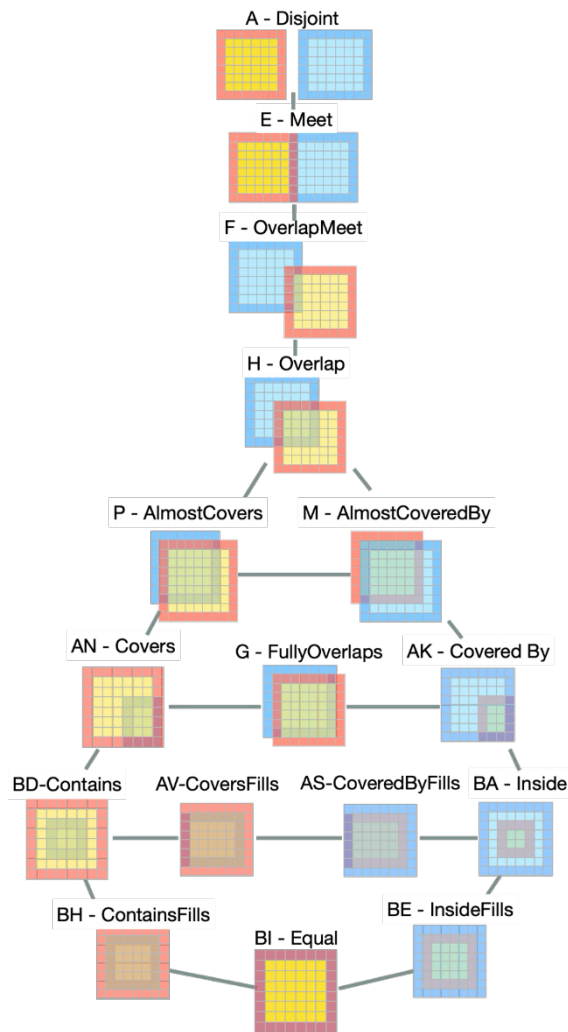 A - Disjoint
E - Meet
F - OverlapMeet
H - Overlap
P - AlmostCovers
M - AlmostCoveredBy
AN - Covers
G - FullyOverlaps
AK - Covered By
BD-Contains
AV-CoversFills
AS-CoveredByFills
BA - Inside
BH - ContainsFills
BI - Equal
BE - InsideFills